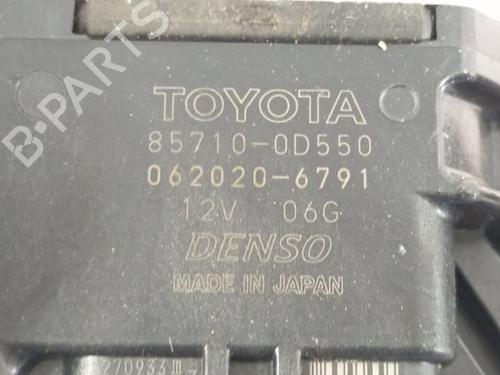 B-PARTS
TOYOTA
85710-0D550
062020-6791
12V 06G
DENSO
MADE IN JAPAN